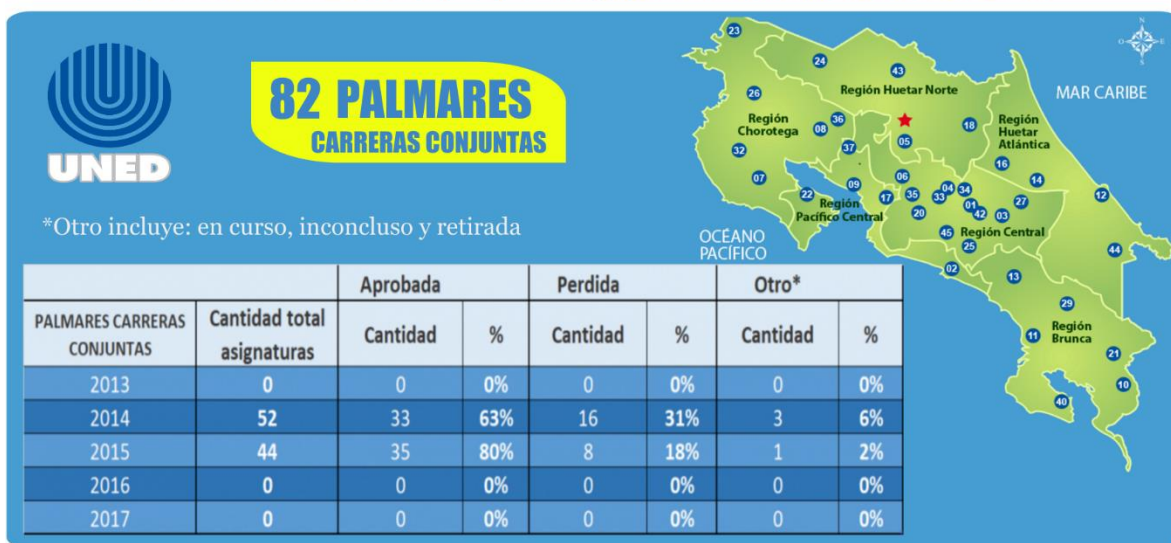 UNED
82 PALMARES
CARRERAS CONJUNTAS
*Otro incluye: en curso, inconcluso y retirada
Aprobada Perdida Otro*
PALMARES CARRERAS CONJUNTAS Cantidad total asignaturas Cantidad % Cantidad % Cantidad %
2013 0 0 0% 0 0% 0 0%
2014 52 33 63% 16 31% 3 6%
2015 44 35 80% 8 18% 1 2%
2016 0 0 0% 0 0% 0 0%
2017 0 0 0% 0 0% 0 0%
N
O E
S
MAR CARIBE
OCÉANO
PACÍFICO
Región Huetar Norte
Región
Chorotega
Región
Huetar
Atlántica
Región
Pacífico Central
Región Central
Región
Brunca
23
24
43
26
36
08
18
05
37
32
07
22
09
06
17
35
33
04
34
01
42
03
27
20
45
25
16
14
12
44
02
13
29
11
21
10
40